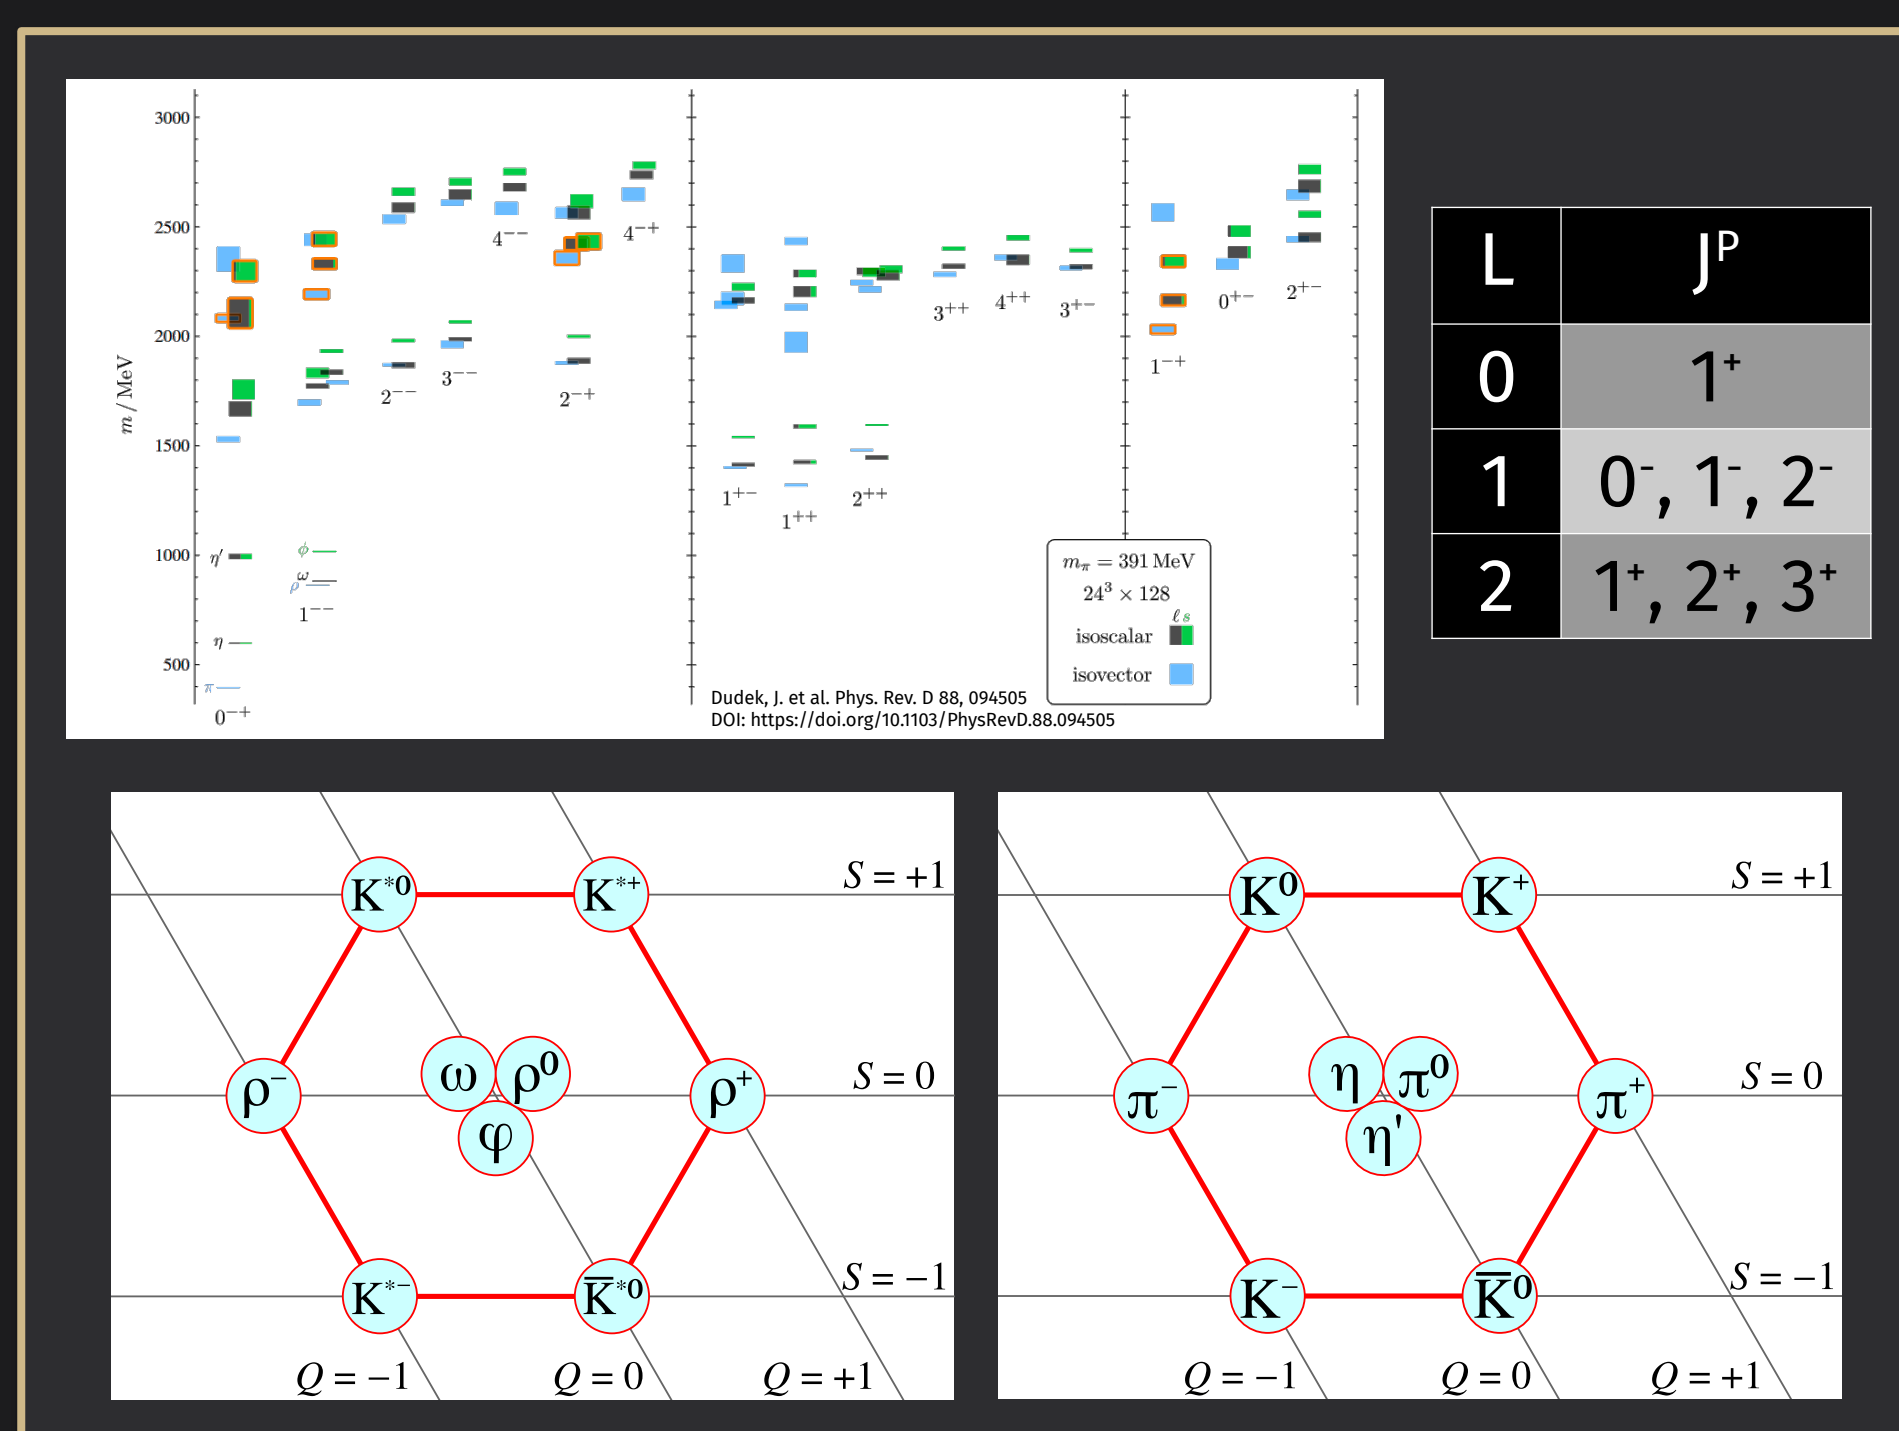 3000
2500
2000
1500
1000
500
m / MeV
η′
η
π
0⁻⁺
ϕ
ω
ρ
1⁻⁻
2⁻⁻
3⁻⁻
4⁻⁻
2⁻⁺
4⁻⁺
1⁺⁻
1⁺⁺
2⁺⁺
3⁺⁺
4⁺⁺
3⁺⁻
1⁻⁺
0⁺⁻
2⁺⁻
m_π = 391 MeV
24³ × 128
ℓ s
isoscalar
isovector
Dudek, J. et al. Phys. Rev. D 88, 094505
DOI: https://doi.org/10.1103/PhysRevD.88.094505
L Jᴾ
0 1⁺
1 0⁻, 1⁻, 2⁻
2 1⁺, 2⁺, 3⁺
K*⁰ K*⁺ S = +1
ω ρ⁰
ρ⁻ ρ⁺ S = 0
φ
K*⁻ K̅*⁰ S = −1
Q = −1 Q = 0 Q = +1
K⁰ K⁺ S = +1
η π⁰
π⁻ π⁺ S = 0
η'
K⁻ K̅⁰ S = −1
Q = −1 Q = 0 Q = +1